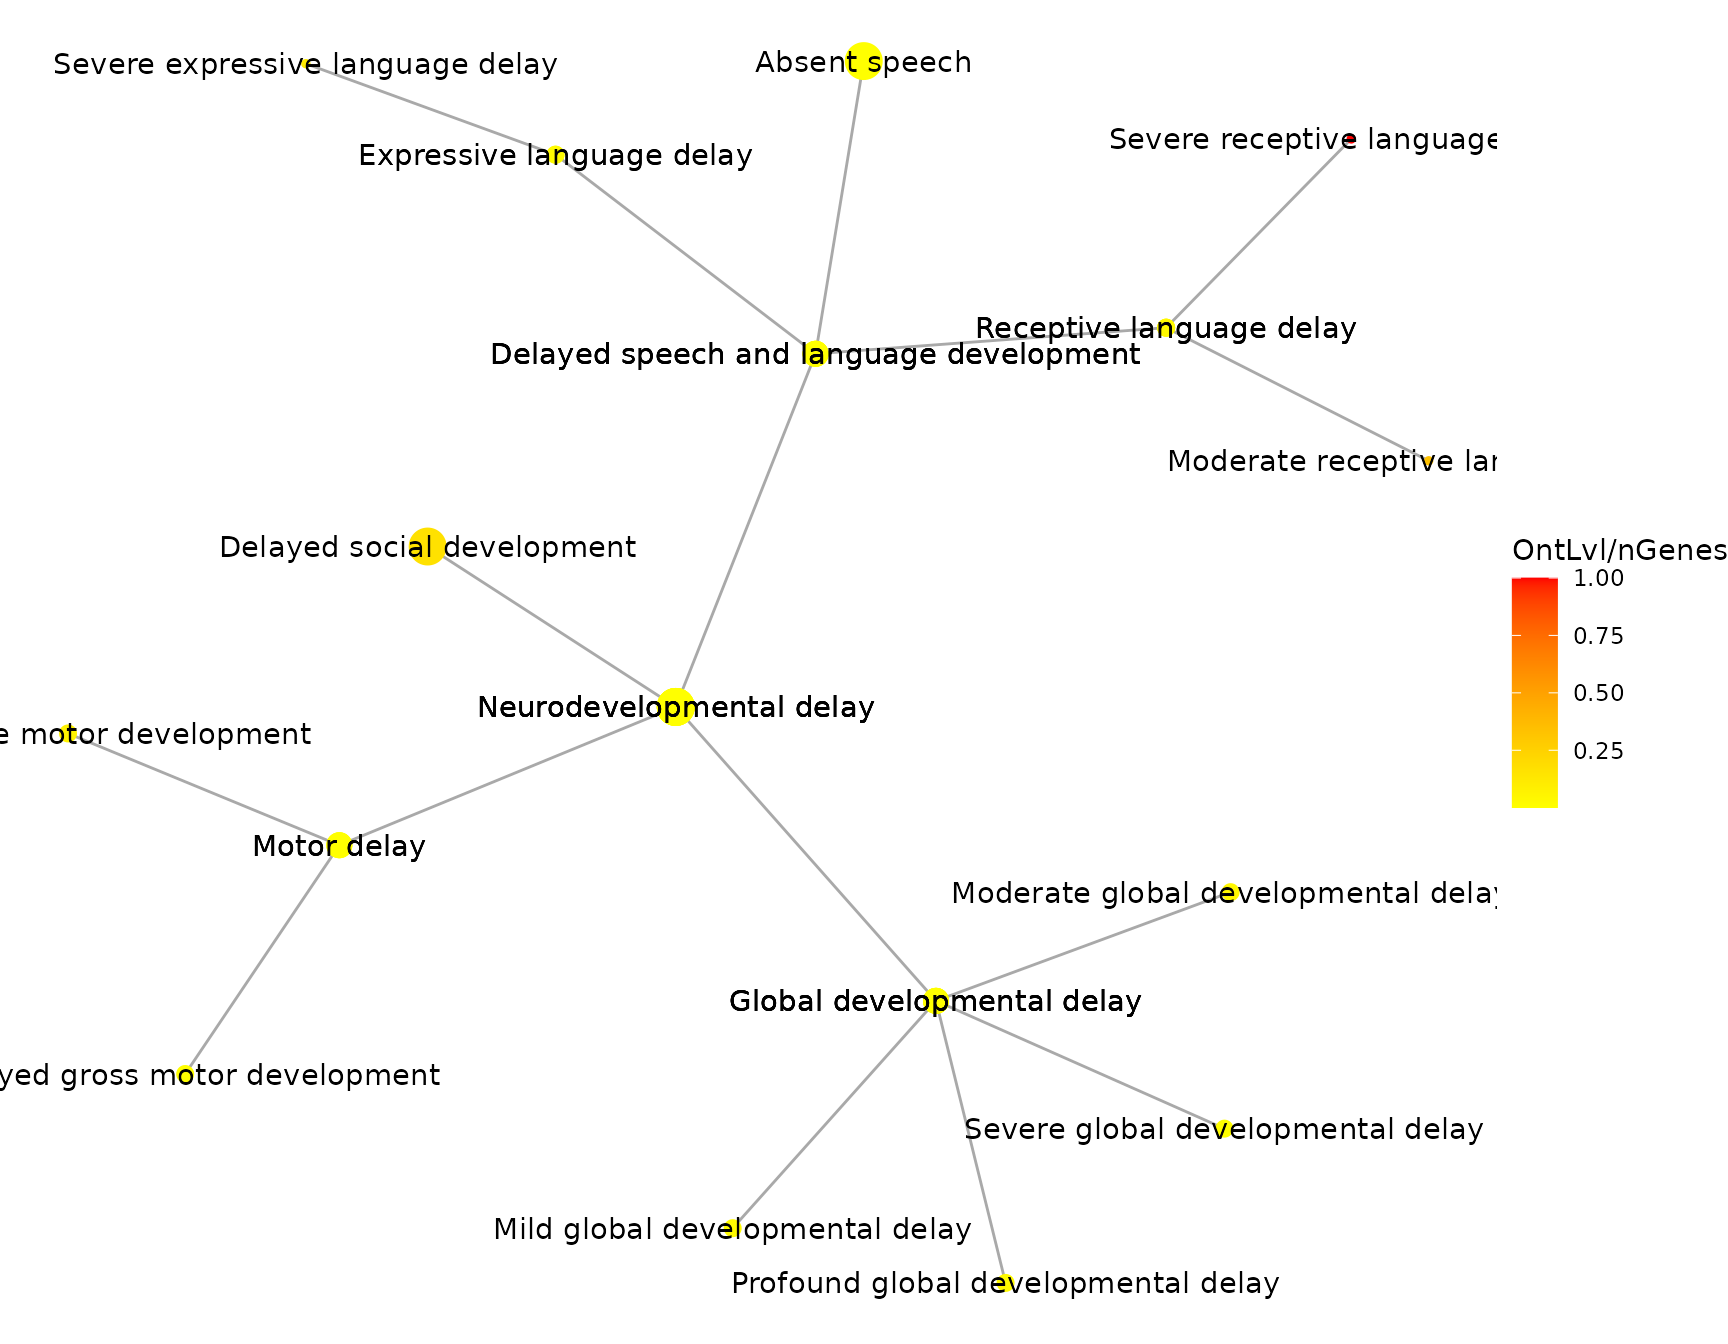 Severe expressive language delay
Absent speech
Severe receptive language
Expressive language delay
Receptive language delay
Delayed speech and language development
Moderate receptive lan
Delayed social development
OntLvl/nGenes
1.00
0.75
0.50
0.25
Neurodevelopmental delay
e motor development
Motor delay
Moderate global developmental delay
Global developmental delay
yed gross motor development
Severe global developmental delay
Mild global developmental delay
Profound global developmental delay